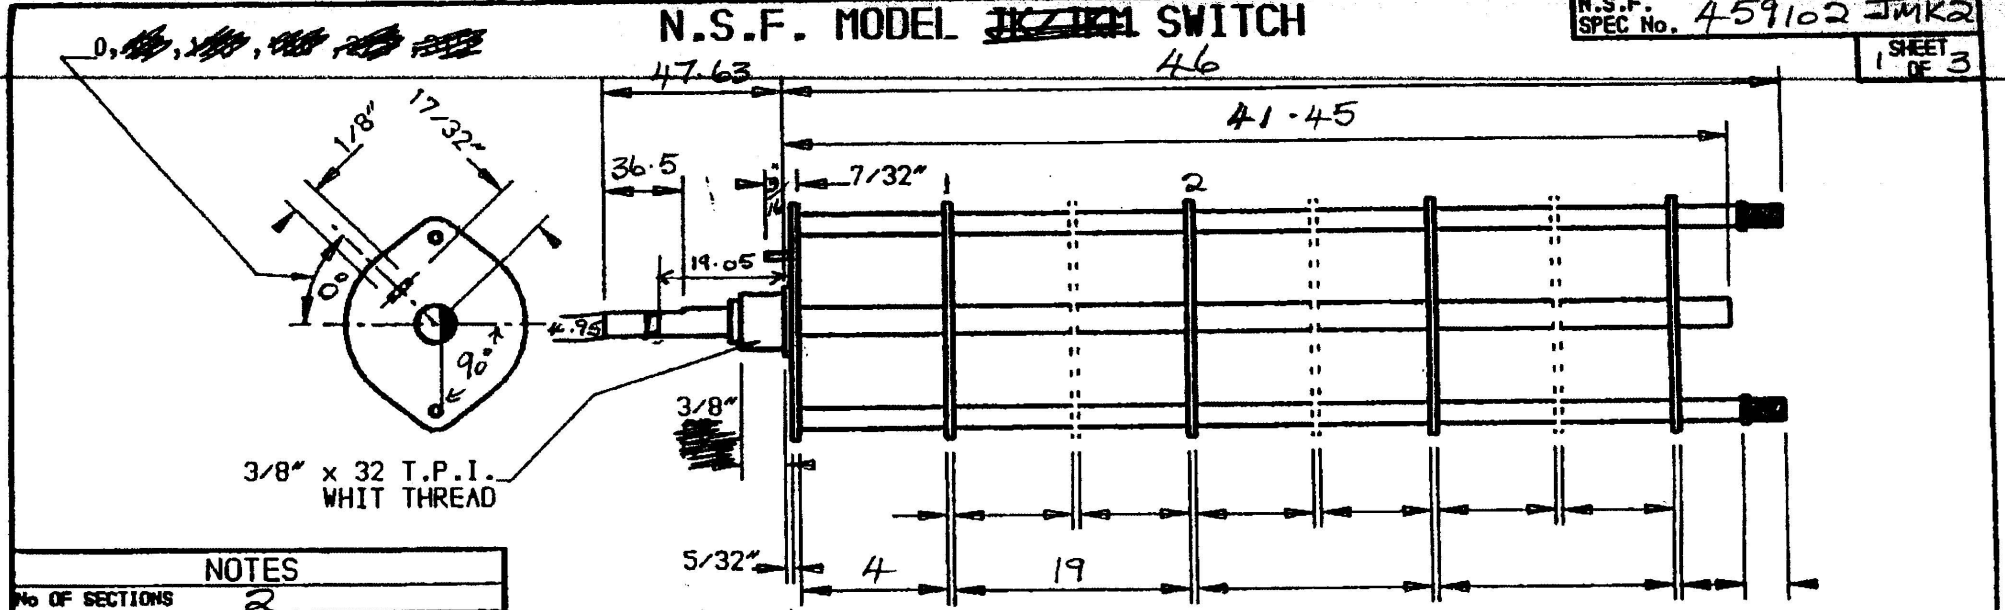 N.S.F. MODEL SWITCH
N.S.F.
SPEC No. 459102 JMK2
SHEET
1 OF 3
0,
47.63
46
41.45
1/8"
17/32"
36.5
7/32"
1
2
19.05
0°
4.95
90°
3/8"
3/8" x 32 T.P.I.
WHIT THREAD
5/32"
4
19
NOTES
No OF SECTIONS 2